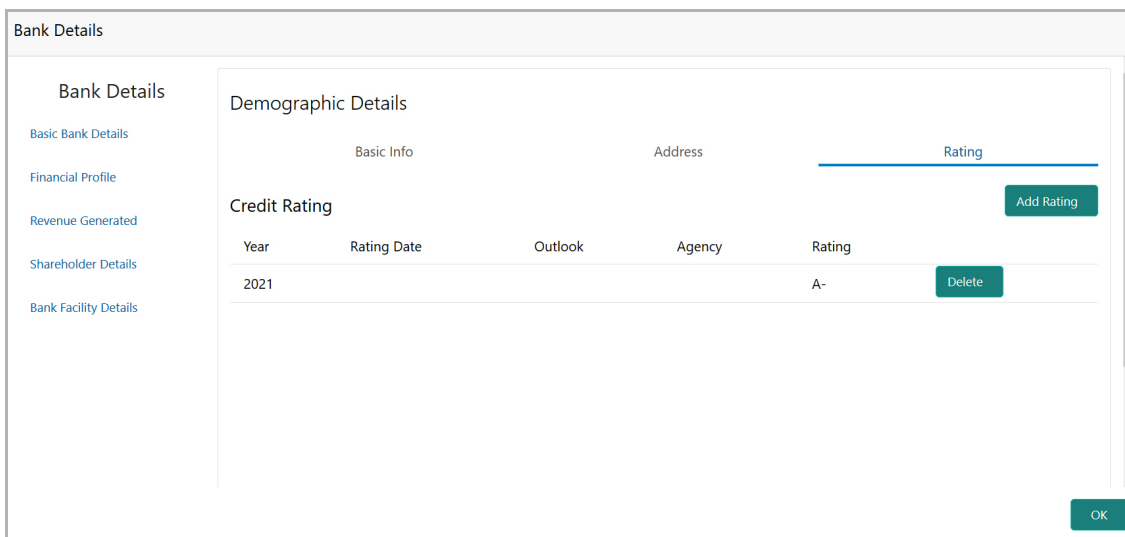 Bank Details
Bank Details
Basic Bank Details
Financial Profile
Revenue Generated
Shareholder Details
Bank Facility Details
Demographic Details
Basic Info Address Rating
Credit Rating Add Rating
Year Rating Date Outlook Agency Rating
2021 A- Delete
OK